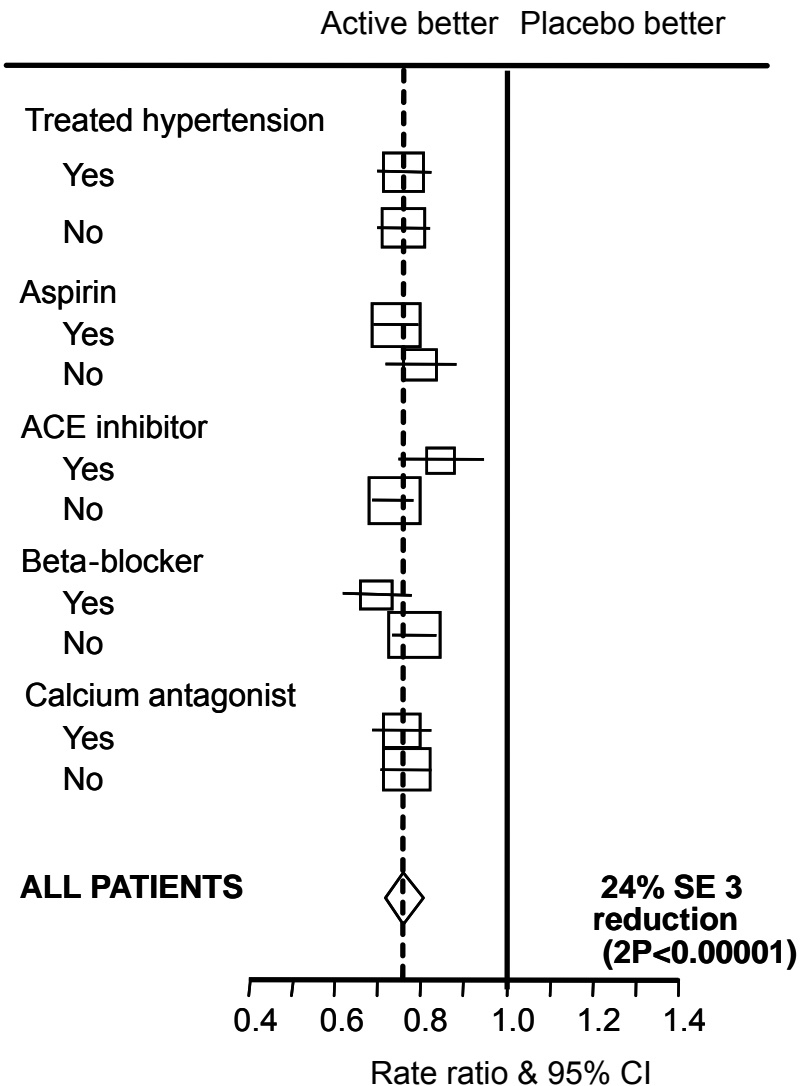 Active better Placebo better
Treated hypertension
Yes
No
Aspirin
Yes
No
ACE inhibitor
Yes
No
Beta-blocker
Yes
No
Calcium antagonist
Yes
No
ALL PATIENTS
24% SE 3
reduction
(2P<0.00001)
0.4 0.6 0.8 1.0 1.2 1.4
Rate ratio & 95% CI